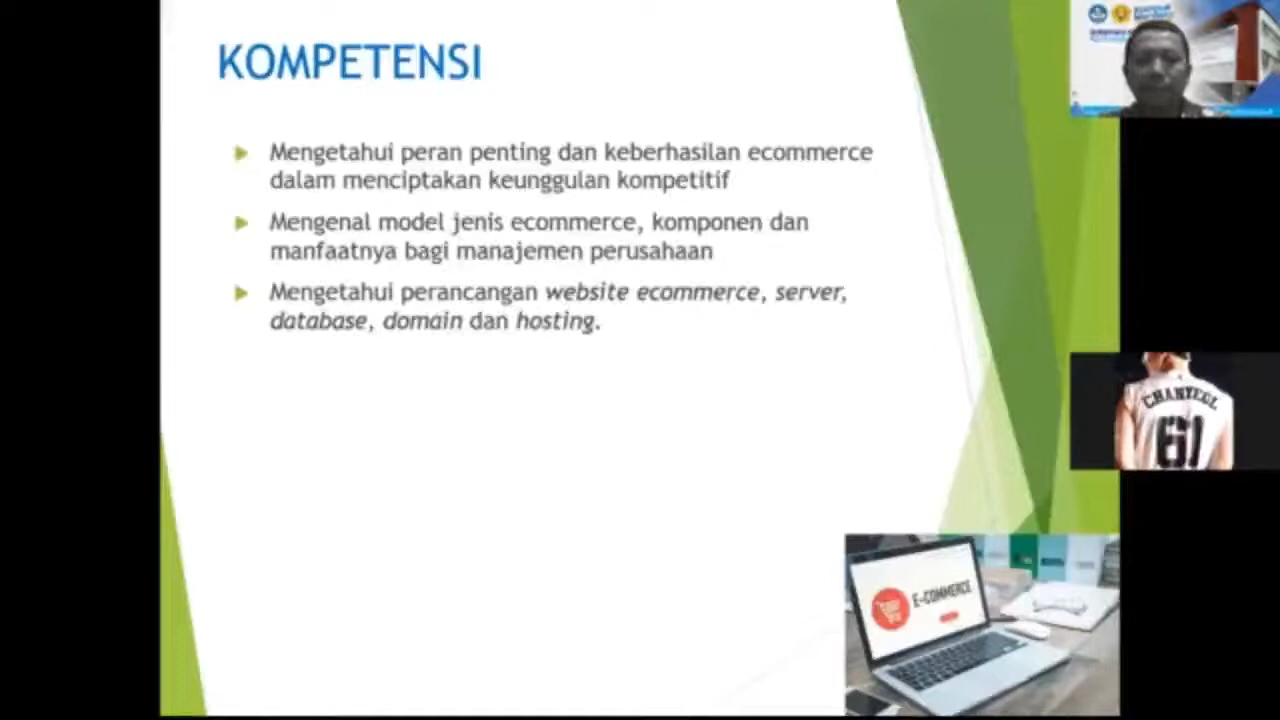 KOMPETENSI
Mengetahui peran penting dan keberhasilan ecommerce
dalam menciptakan keunggulan kompetitif
Mengenal model jenis ecommerce, komponen dan
manfaatnya bagi manajemen perusahaan
Mengetahui perancangan website ecommerce, server,
database, domain dan hosting.
CHANYEOL
61
E-COMMERCE